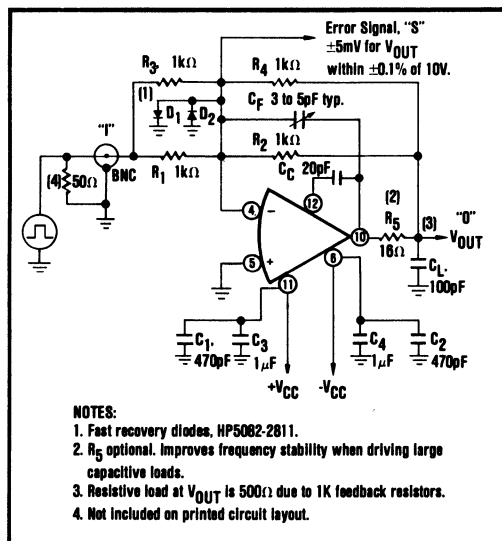 Error Signal, "S"
±5mV for VOUT
within ±0.1% of 10V.
R3, 1kΩ
R4 1kΩ
(1)
CF 3 to 5pF typ.
D1 D2
"I"
BNC
R1 1kΩ
R2 1kΩ
(4) 50Ω
CC
20pF
12
4 −
10
(2)
R5
16Ω
(3) "O"
VOUT
5 +
11
6
CL,
100pF
C1,
470pF
C3
1µF
C4
1µF
C2
470pF
+VCC
-VCC
NOTES:
1. Fast recovery diodes, HP5082-2811.
2. R5 optional. Improves frequency stability when driving large
capacitive loads.
3. Resistive load at VOUT is 500Ω due to 1K feedback resistors.
4. Not included on printed circuit layout.